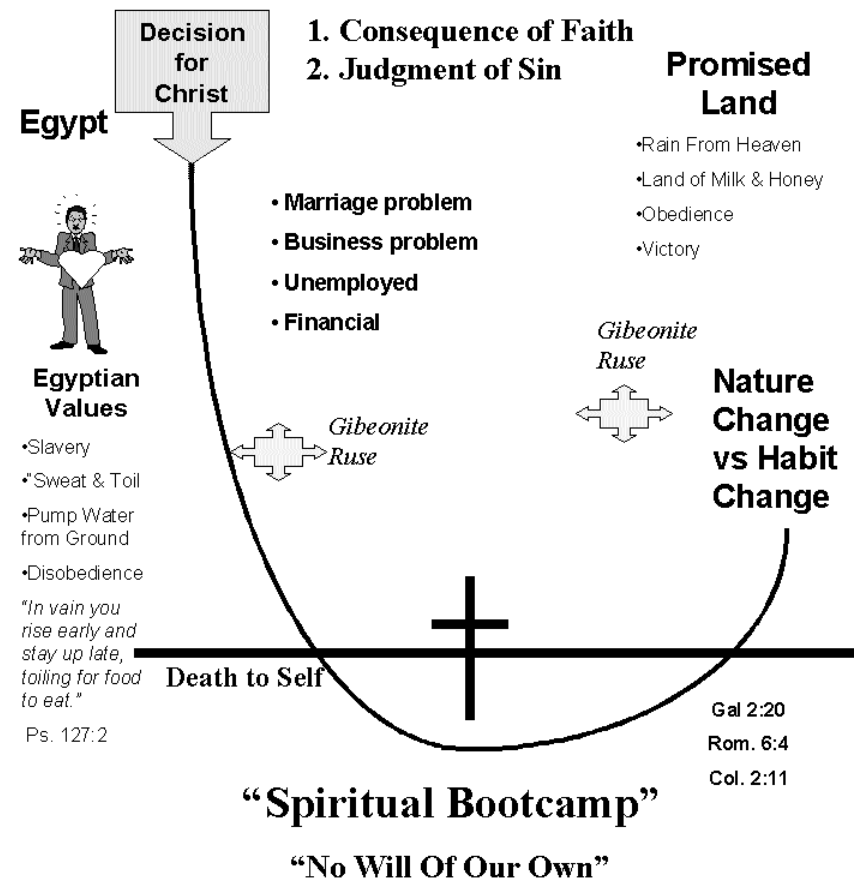 Decision
for
Christ
1. Consequence of Faith
2. Judgment of Sin
Promised
Land
•Rain From Heaven
•Land of Milk & Honey
•Obedience
•Victory
Egypt
• Marriage problem
• Business problem
• Unemployed
• Financial
Egyptian
Values
•Slavery
•"Sweat & Toil
•Pump Water
from Ground
•Disobedience
"In vain you
rise early and
stay up late,
toiling for food
to eat."
Ps. 127:2
Gibeonite
Ruse
Gibeonite
Ruse
Nature
Change
vs Habit
Change
Death to Self
Gal 2:20
Rom. 6:4
Col. 2:11
“Spiritual Bootcamp”
“No Will Of Our Own”